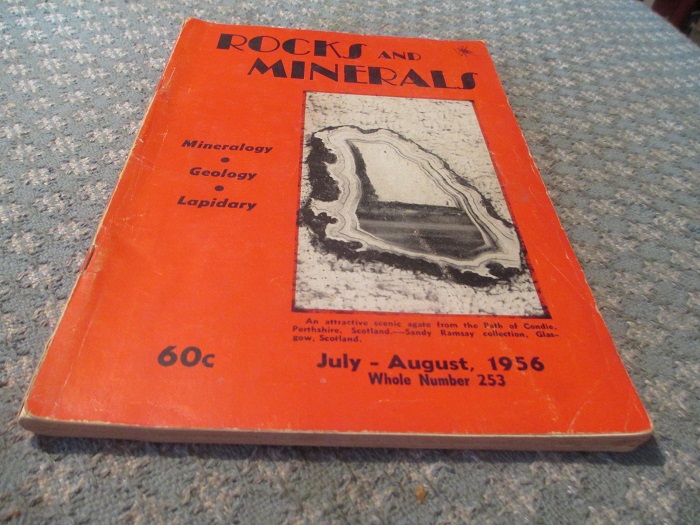 ROCKS AND
MINERALS
Mineralogy
•
Geology
•
Lapidary
An attractive scenic agate from the Path of Condie,
Perthshire, Scotland.—Sandy Ramsay collection, Glas-
gow, Scotland.
60c
July - August, 1956
Whole Number 253